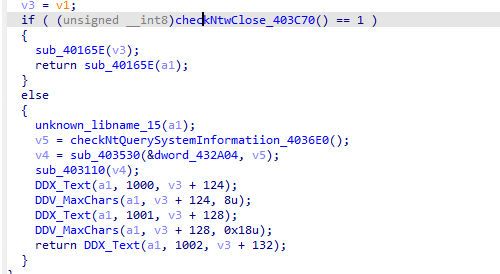 v3 = v1;
if ( (unsigned __int8)checkNtwClose_403C70() == 1 )
{
sub_40165E(v3);
return sub_40165E(a1);
}
else
{
unknown_libname_15(a1);
v5 = checkNtQuerySystemInformatiion_4036E0();
v4 = sub_403530(&dword_432A04, v5);
sub_403110(v4);
DDX_Text(a1, 1000, v3 + 124);
DDV_MaxChars(a1, v3 + 124, 8u);
DDX_Text(a1, 1001, v3 + 128);
DDV_MaxChars(a1, v3 + 128, 0x18u);
return DDX_Text(a1, 1002, v3 + 132);
}